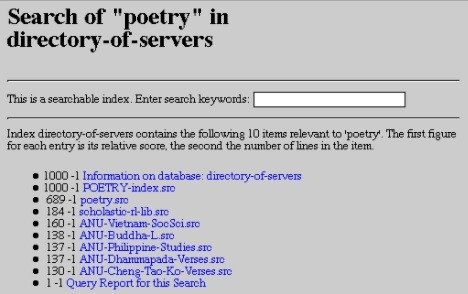 Search of "poetry" in
directory-of-servers
This is a searchable index. Enter search keywords:
Index directory-of-servers contains the following 10 items relevant to 'poetry'. The first figure
for each entry is its relative score, the second the number of lines in the item.
1000 -1 Information on database: directory-of-servers
1000 -1 POETRY-index.src
689 -1 poetry.src
184 -1 scholastic-rl-lib.src
160 -1 ANU-Vietnam-SocSci.src
138 -1 ANU-Buddha-L.src
137 -1 ANU-Philippine-Studies.src
137 -1 ANU-Dhammapada-Verses.src
130 -1 ANU-Cheng-Tao-Ko-Verses.src
1 -1 Query Report for this Search